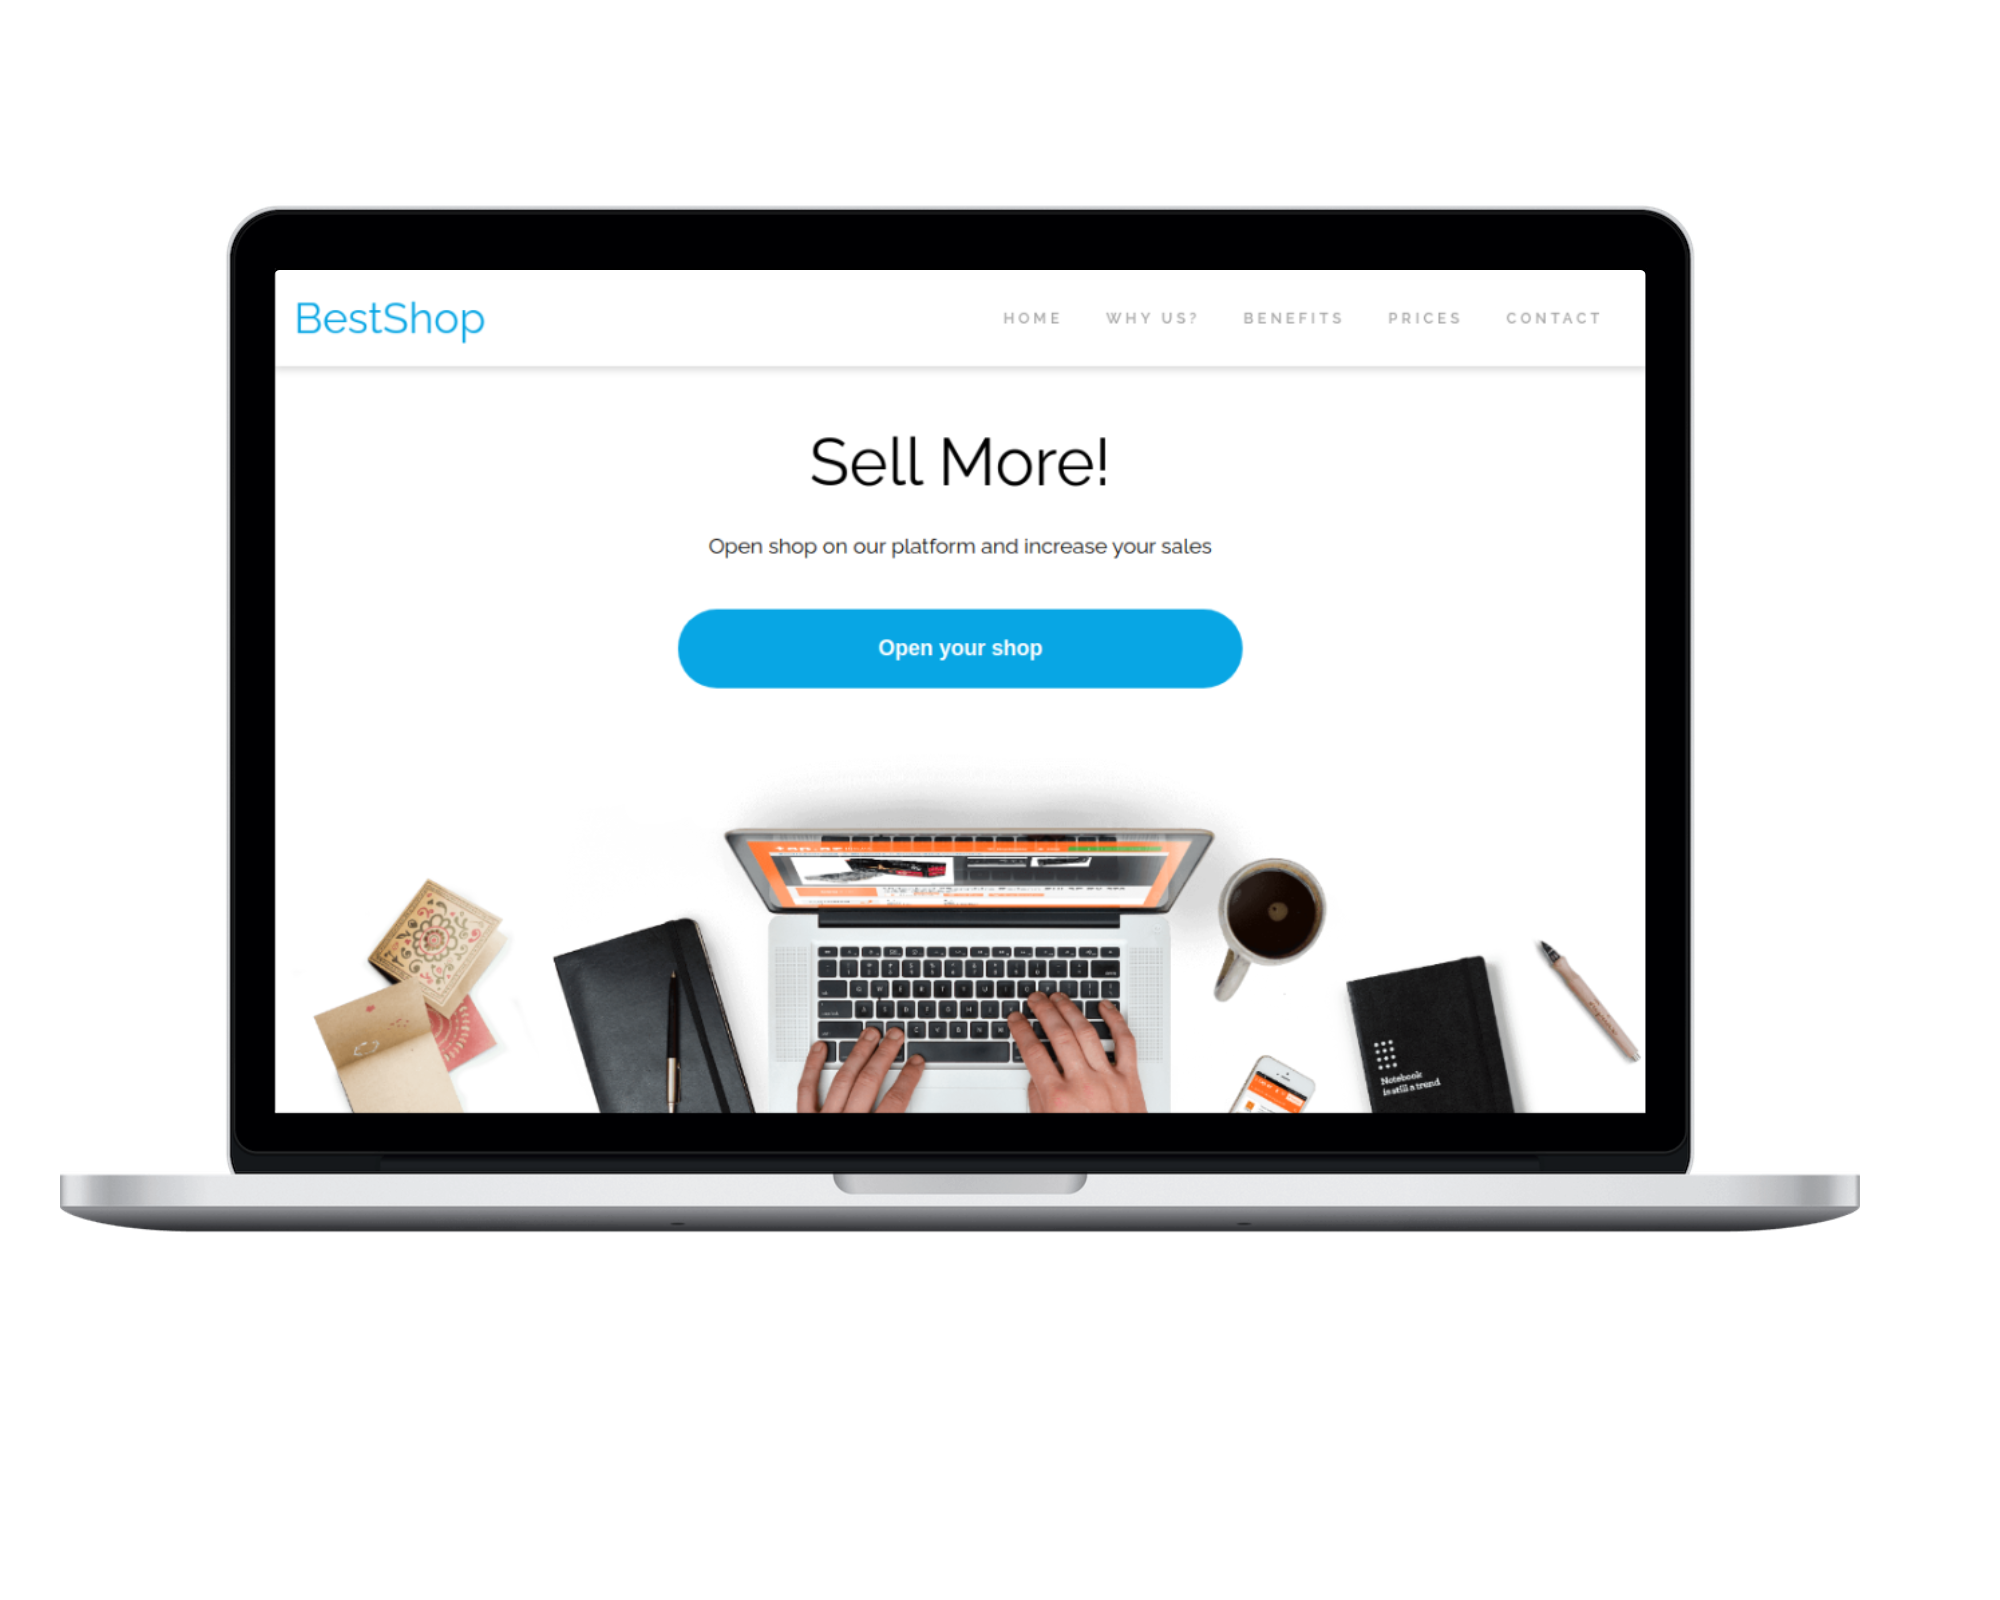 BestShop
HOME WHY US? BENEFITS PRICES CONTACT
Sell More!
Open shop on our platform and increase your sales
Open your shop
Notebook
is still a trend